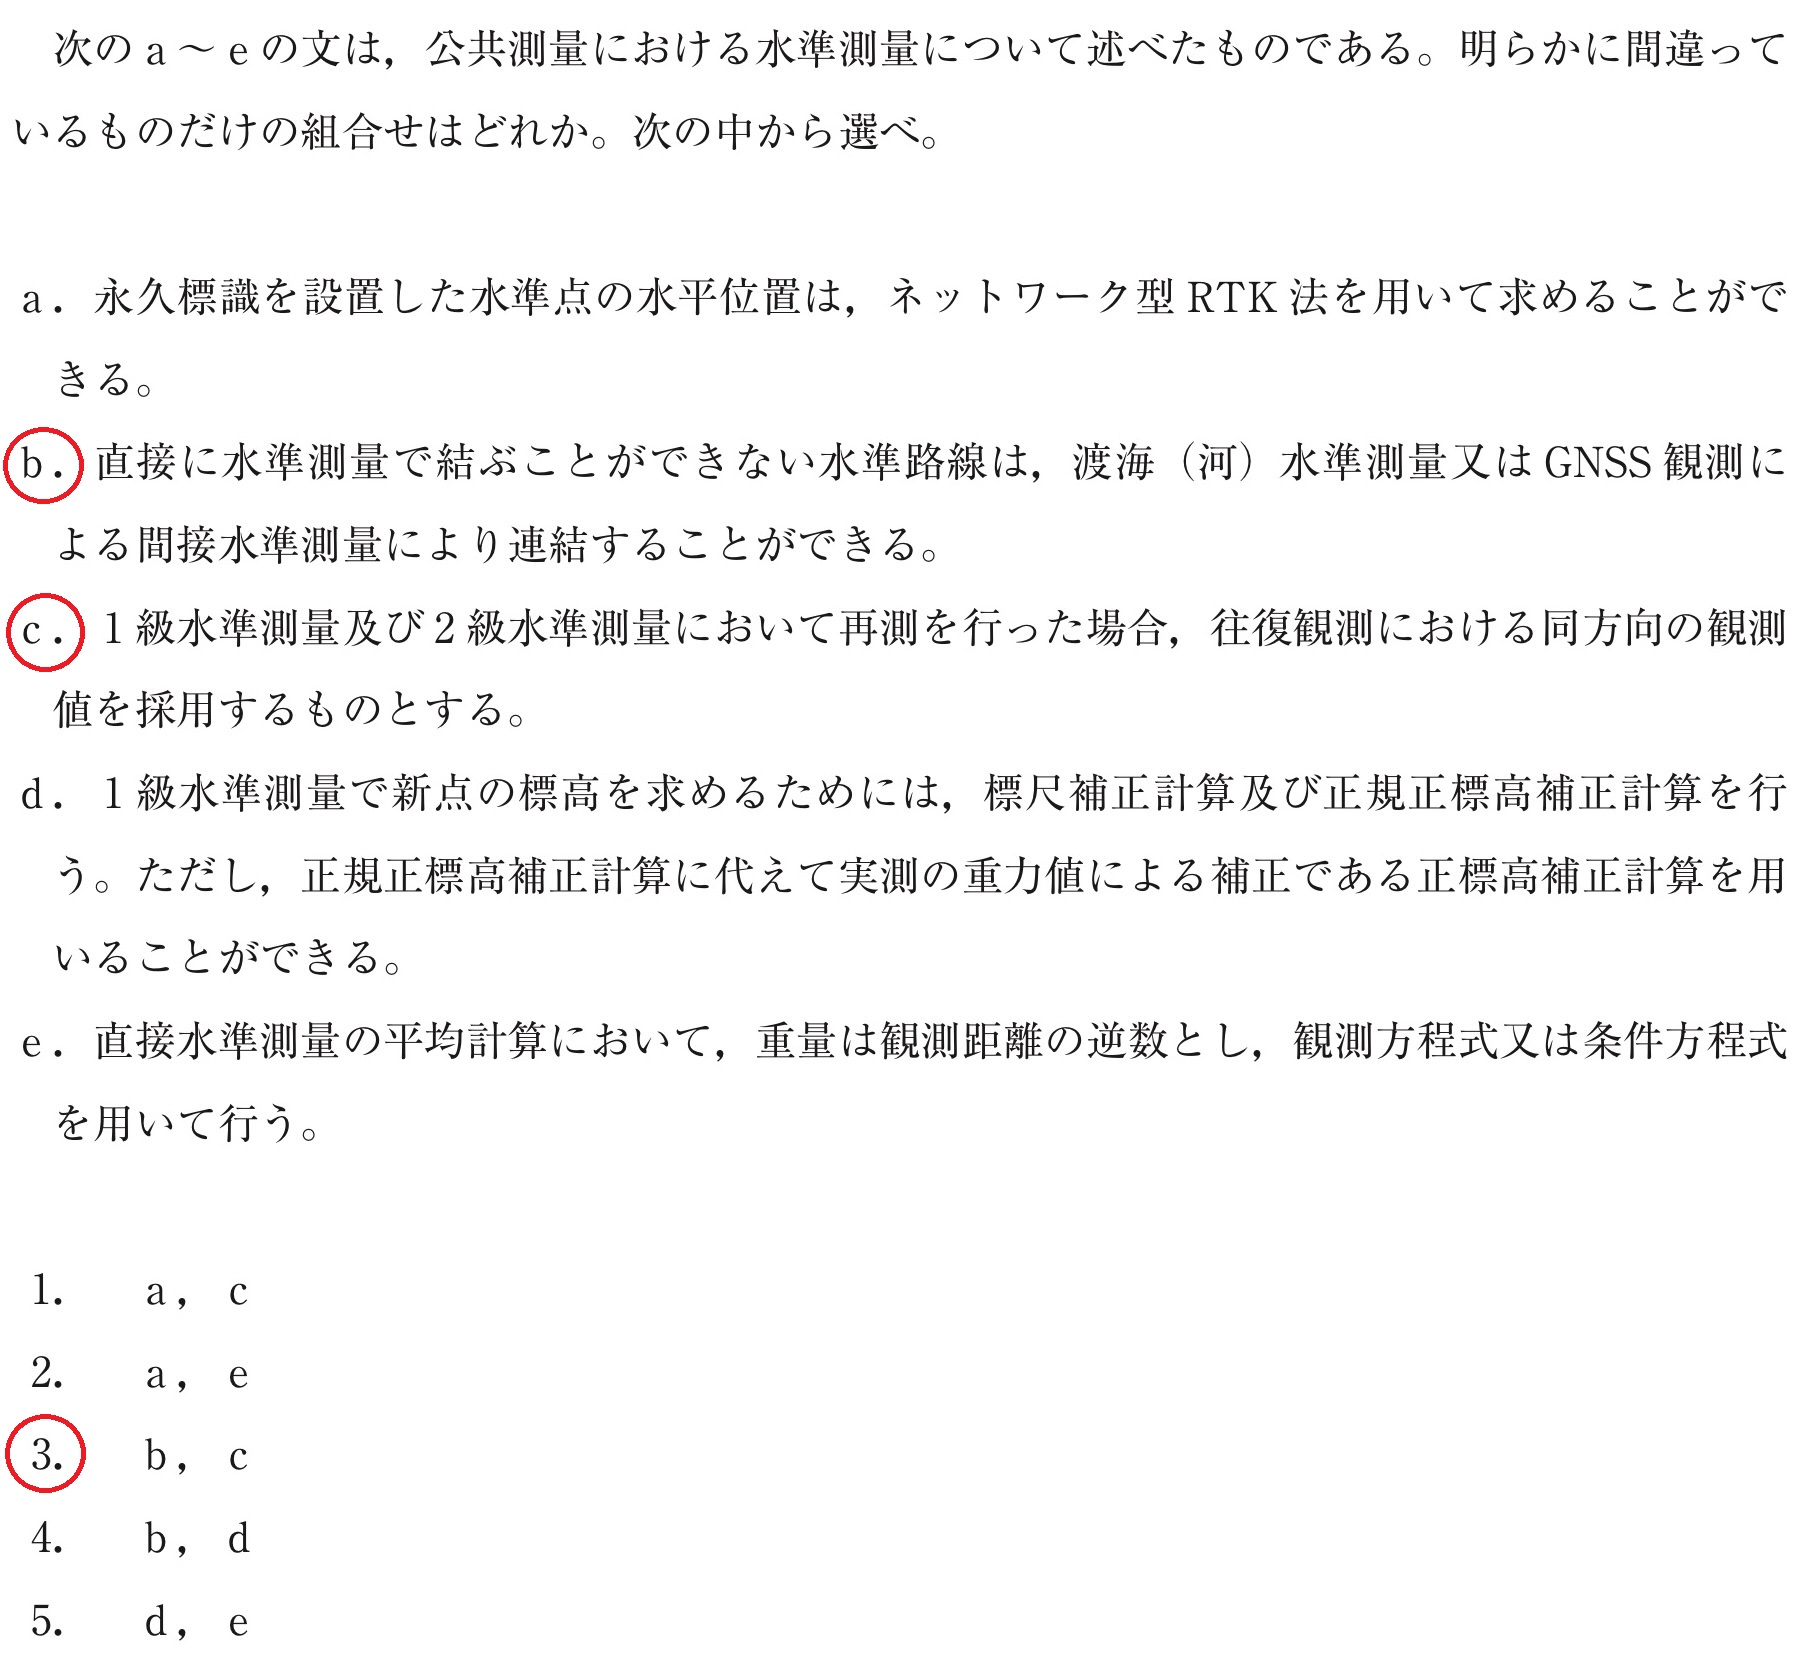 次の a ～ e の文は，公共測量における水準測量について述べたものである。明らかに間違って
いるものだけの組合せはどれか。次の中から選べ。
a．永久標識を設置した水準点の水平位置は，ネットワーク型 RTK 法を用いて求めることがで
きる。
b．直接に水準測量で結ぶことができない水準路線は，渡海（河）水準測量又は GNSS 観測に
よる間接水準測量により連結することができる。
c．1 級水準測量及び 2 級水準測量において再測を行った場合，往復観測における同方向の観測
値を採用するものとする。
d．1 級水準測量で新点の標高を求めるためには，標尺補正計算及び正規正標高補正計算を行
う。ただし，正規正標高補正計算に代えて実測の重力値による補正である正標高補正計算を用
いることができる。
e．直接水準測量の平均計算において，重量は観測距離の逆数とし，観測方程式又は条件方程式
を用いて行う。
1. a，c
2. a，e
3. b，c
4. b，d
5. d，e